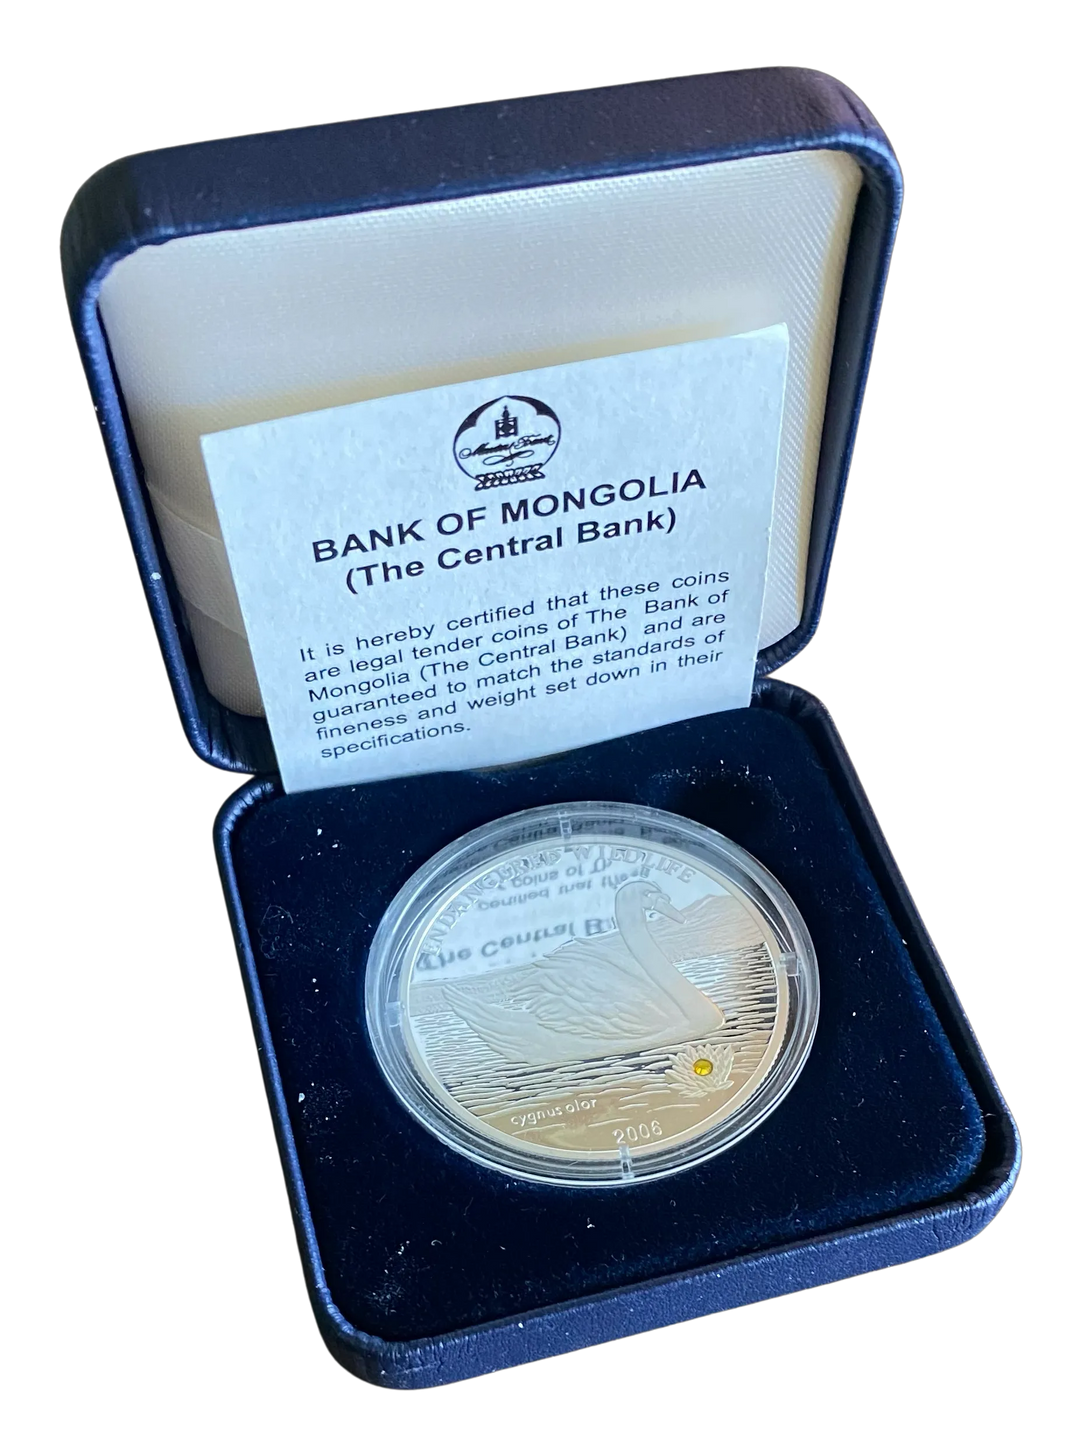 BANK OF MONGOLIA
(The Central Bank)
It is hereby certified that these coins
are legal tender coins of The Bank of
Mongolia (The Central Bank) and are
guaranteed to match the standards of
fineness and weight set down in their
specifications.
ENDANGERED WILDLIFE
cygnus olor
2006